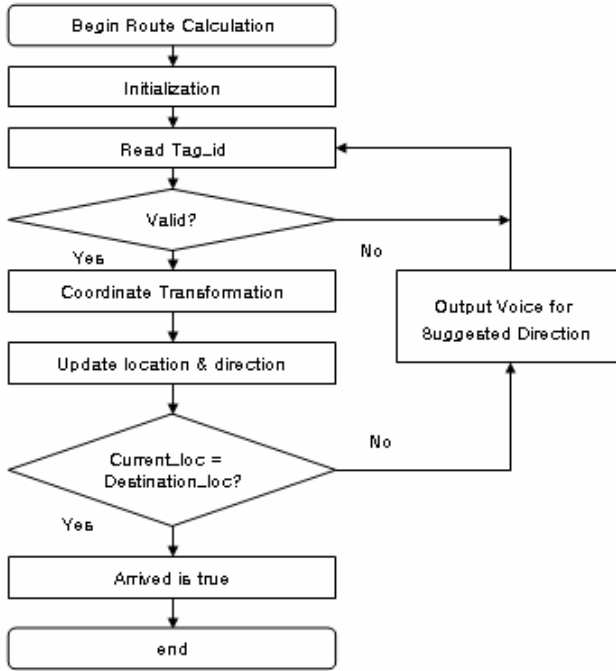 Begin Route Calculation
Initialization
Read Tag_id
Valid?
Yes
No
Coordinate Transformation
Output Voice for
Suggested Direction
Update location & direction
Current_loc =
Destination_loc?
No
Yes
Arrived is true
end